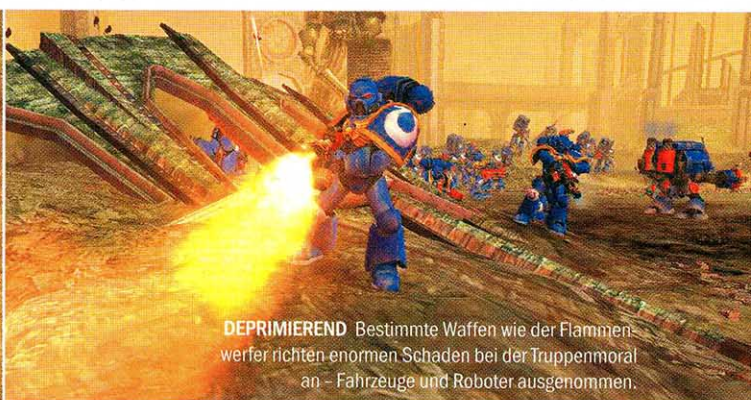 DEPRIMIEREND Bestimmte Waffen wie der Flammen-
werfer richten enormen Schaden bei der Truppenmoral
an – Fahrzeuge und Roboter ausgenommen.